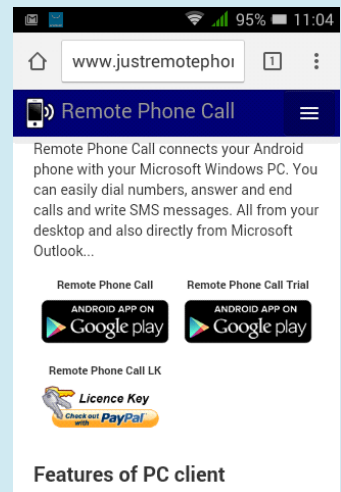 95% 11:04
www.justremotepho
1
Remote Phone Call
Remote Phone Call connects your Android
phone with your Microsoft Windows PC. You
can easily dial numbers, answer and end
calls and write SMS messages. All from your
desktop and also directly from Microsoft
Outlook...
Remote Phone Call Remote Phone Call Trial
ANDROID APP ON ANDROID APP ON
Google play Google play
Remote Phone Call LK
Licence Key
Check out
with PayPal
Features of PC client